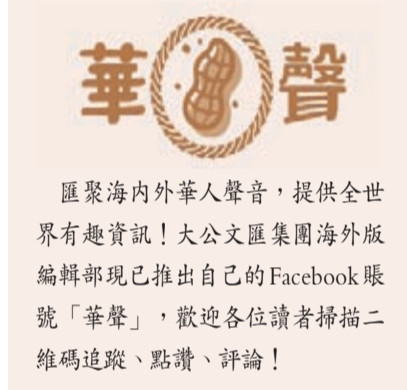 華聲
匯聚海內外華人聲音，提供全世
界有趣資訊！大公文匯集團海外版
編輯部現已推出自己的Facebook賬
號「華聲」，歡迎各位讀者掃描二
維碼追蹤、點讚、評論！